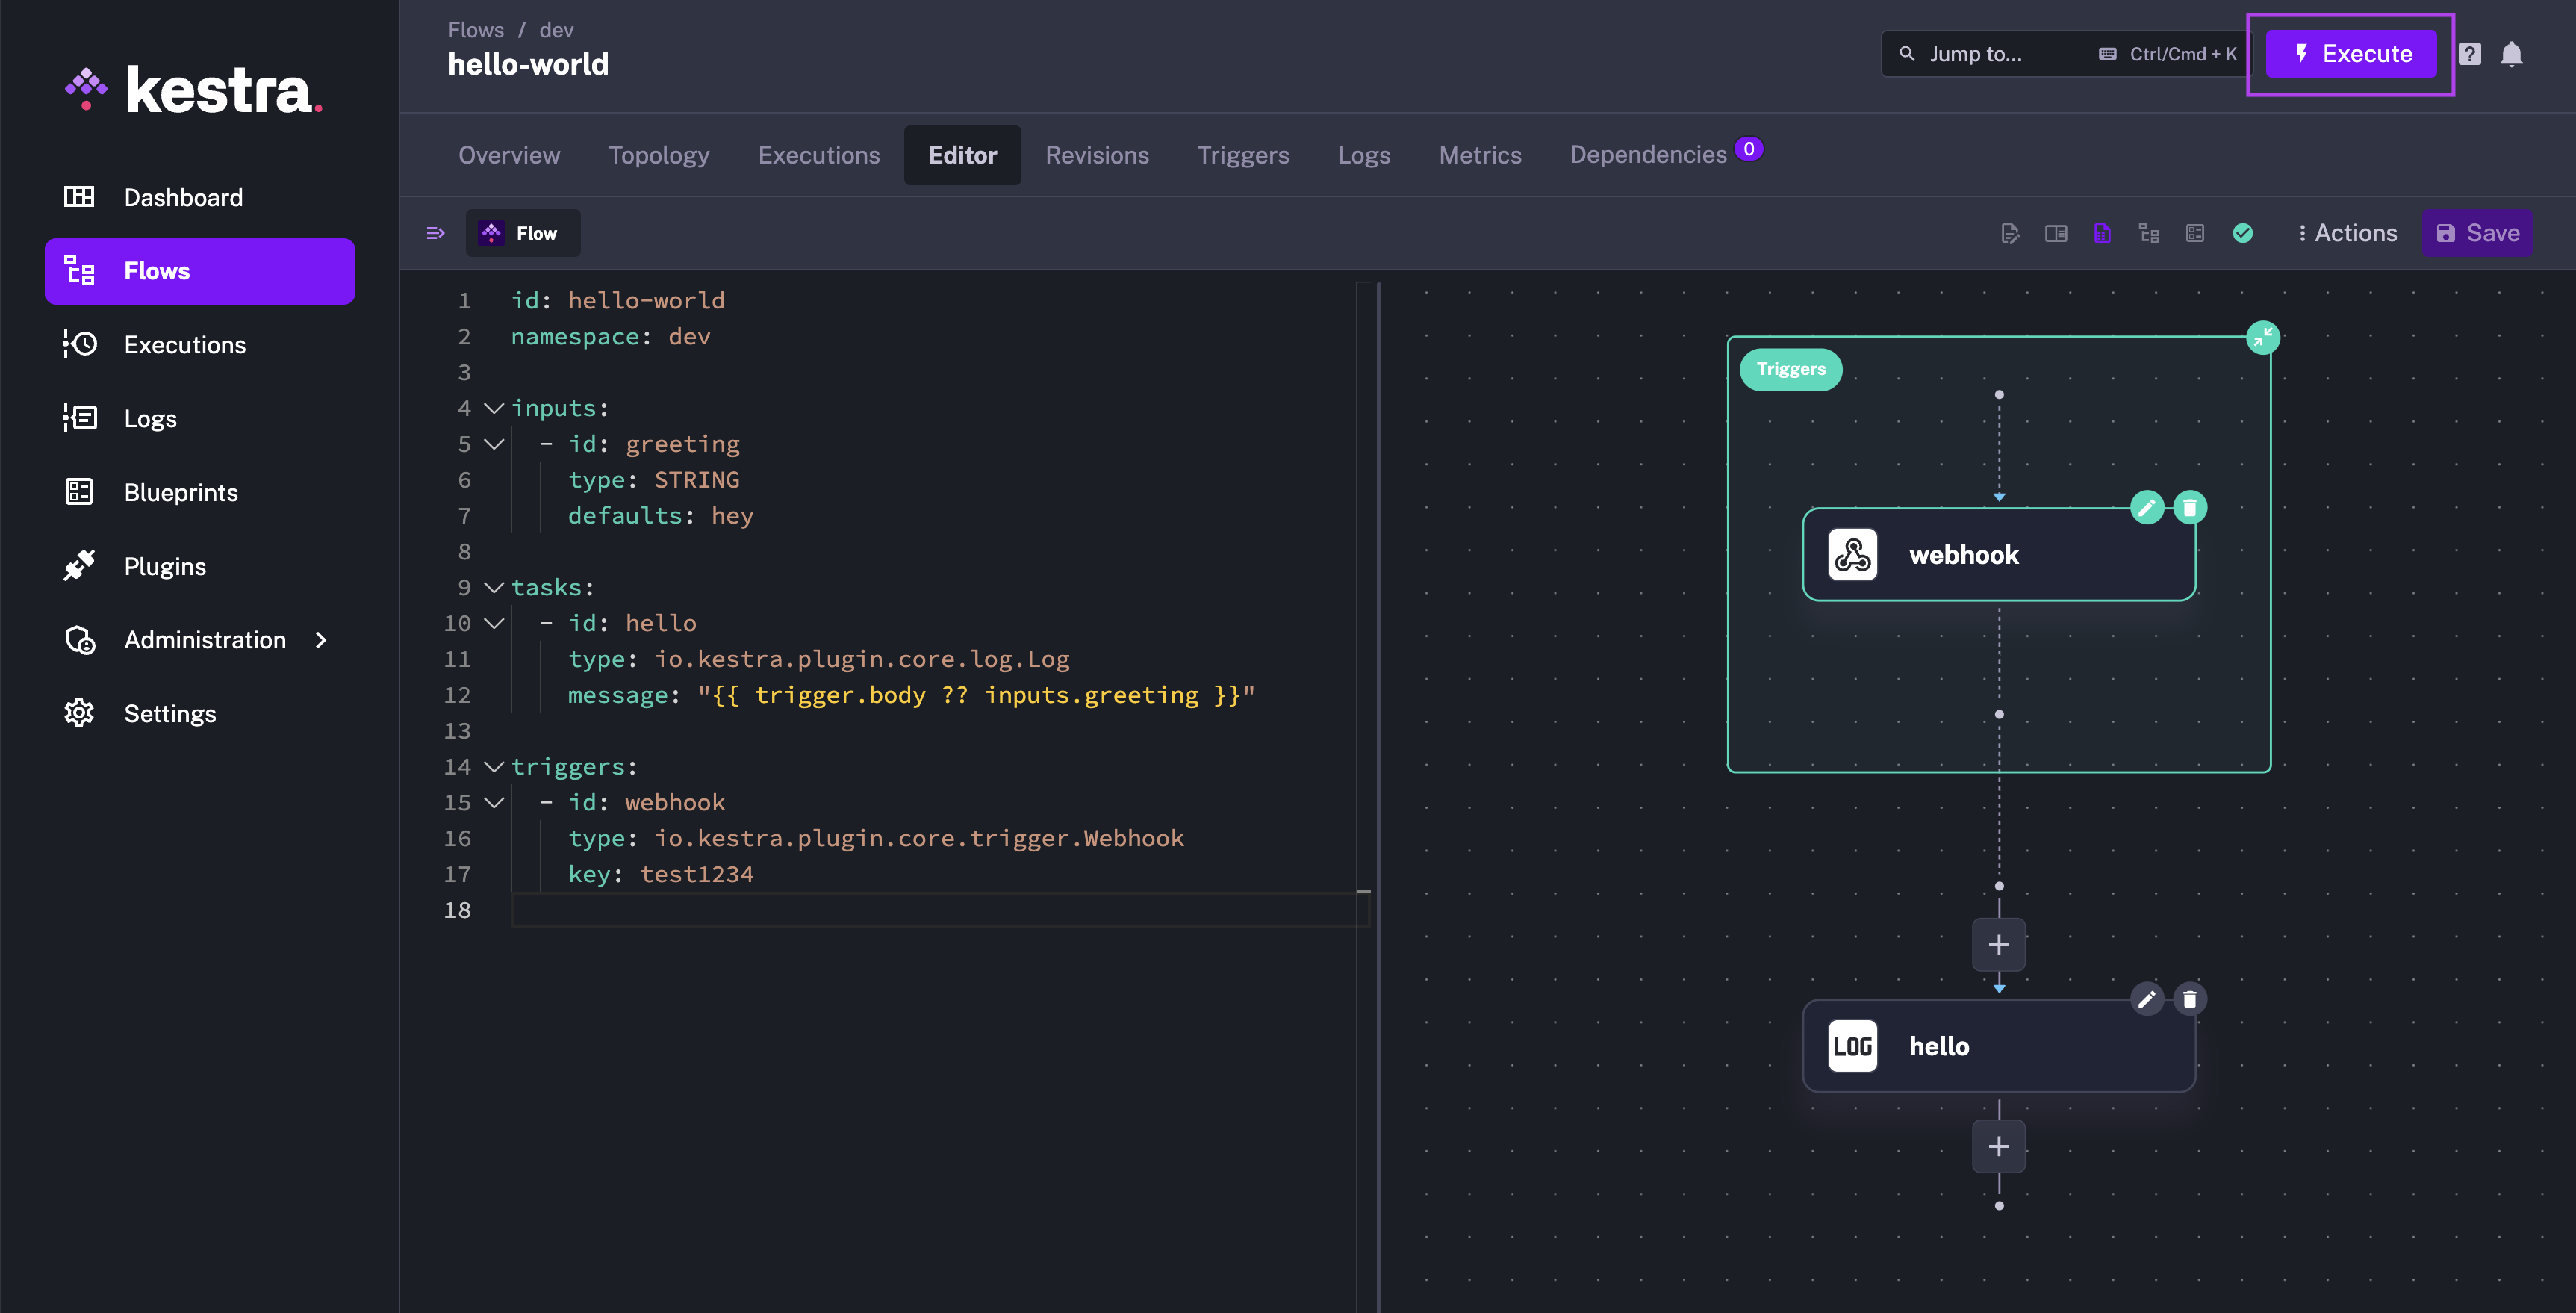 kestra.
Dashboard
Flows
Executions
Logs
Blueprints
Plugins
Administration
Settings
Flows / dev
hello-world
Jump to... Ctrl/Cmd + K
Execute
?
Overview Topology Executions Editor Revisions Triggers Logs Metrics Dependencies 0
Flow
Actions Save
1 id: hello-world
2 namespace: dev
3
4 inputs:
5 - id: greeting
6 type: STRING
7 defaults: hey
8
9 tasks:
10 - id: hello
11 type: io.kestra.plugin.core.log.Log
12 message: "{{ trigger.body ?? inputs.greeting }}"
13
14 triggers:
15 - id: webhook
16 type: io.kestra.plugin.core.trigger.Webhook
17 key: test1234
18
Triggers
webhook
LOG hello